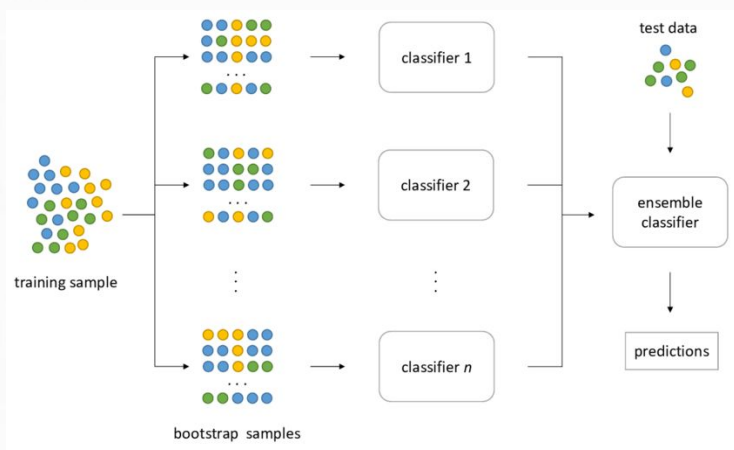 test data
classifier 1
...
classifier 2
...
ensemble
classifier
training sample
classifier n
...
predictions
bootstrap samples